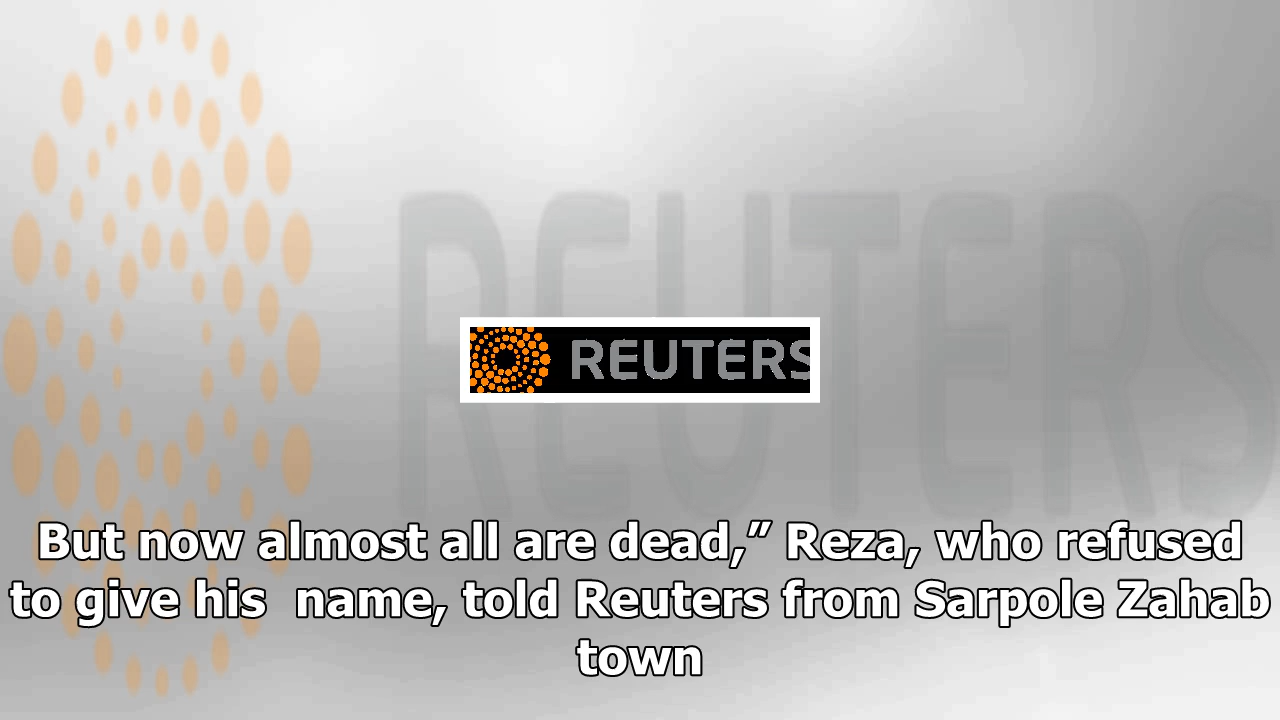 REUTERS
REUTERS
But now almost all are dead,” Reza, who refused
to give his  name, told Reuters from Sarpole Zahab
town